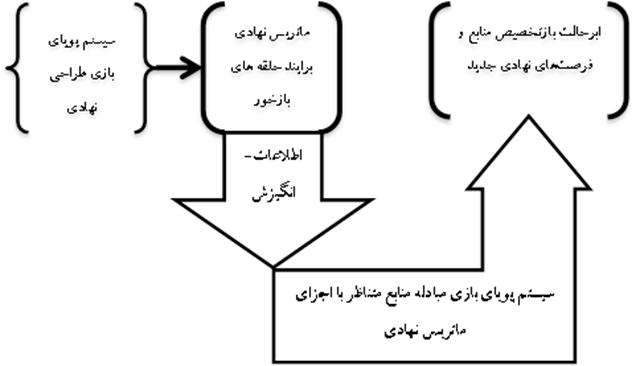 سیستم پویای
بازی طراحی
نهادی
ماتریس نهادی
برایند حلقه های
بازخور
ابرحالت بازتخصیص منابع و
فرصت‌های نهادی جدید
اطلاعات-
انگیزش
سیستم پویای بازی مبادله منابع متناظر با اجزای
ماتریس نهادی